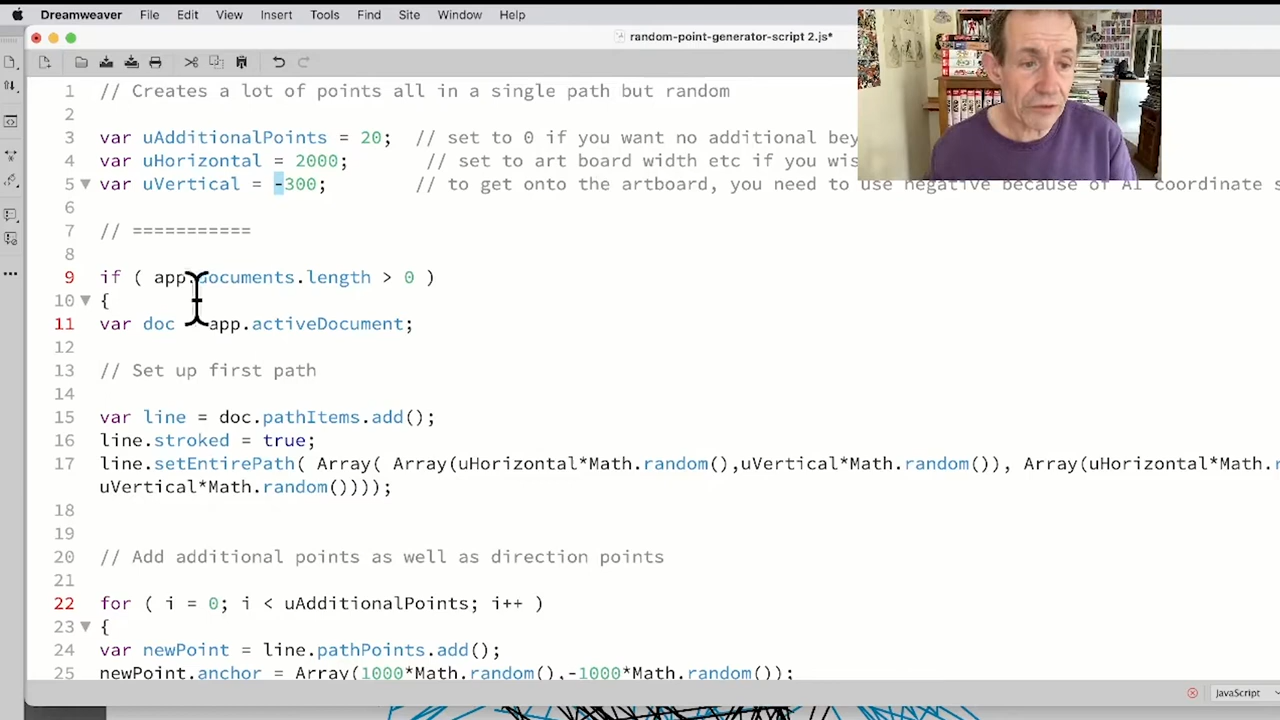 Dreamweaver File Edit View Insert Tools Find Site Window Help
random-point-generator-script 2.js*
1 // Creates a lot of points all in a single path but random
2
3 var uAdditionalPoints = 20; // set to 0 if you want no additional bey
4 var uHorizontal = 2000; // set to art board width etc if you wis
5 var uVertical = -300; // to get onto the artboard, you need to use negative because of AI coordinate s
6
7 // ===========
8
9 if ( app.documents.length > 0 )
10 {
11 var doc app.activeDocument;
12
13 // Set up first path
14
15 var line = doc.pathItems.add();
16 line.stroked = true;
17 line.setEntirePath( Array( Array(uHorizontal*Math.random(),uVertical*Math.random()), Array(uHorizontal*Math.r
uVertical*Math.random())));
18
19
20 // Add additional points as well as direction points
21
22 for ( i = 0; i < uAdditionalPoints; i++ )
23 {
24 var newPoint = line.pathPoints.add();
25 newPoint.anchor = Array(1000*Math.random(),-1000*Math.random());
JavaScript